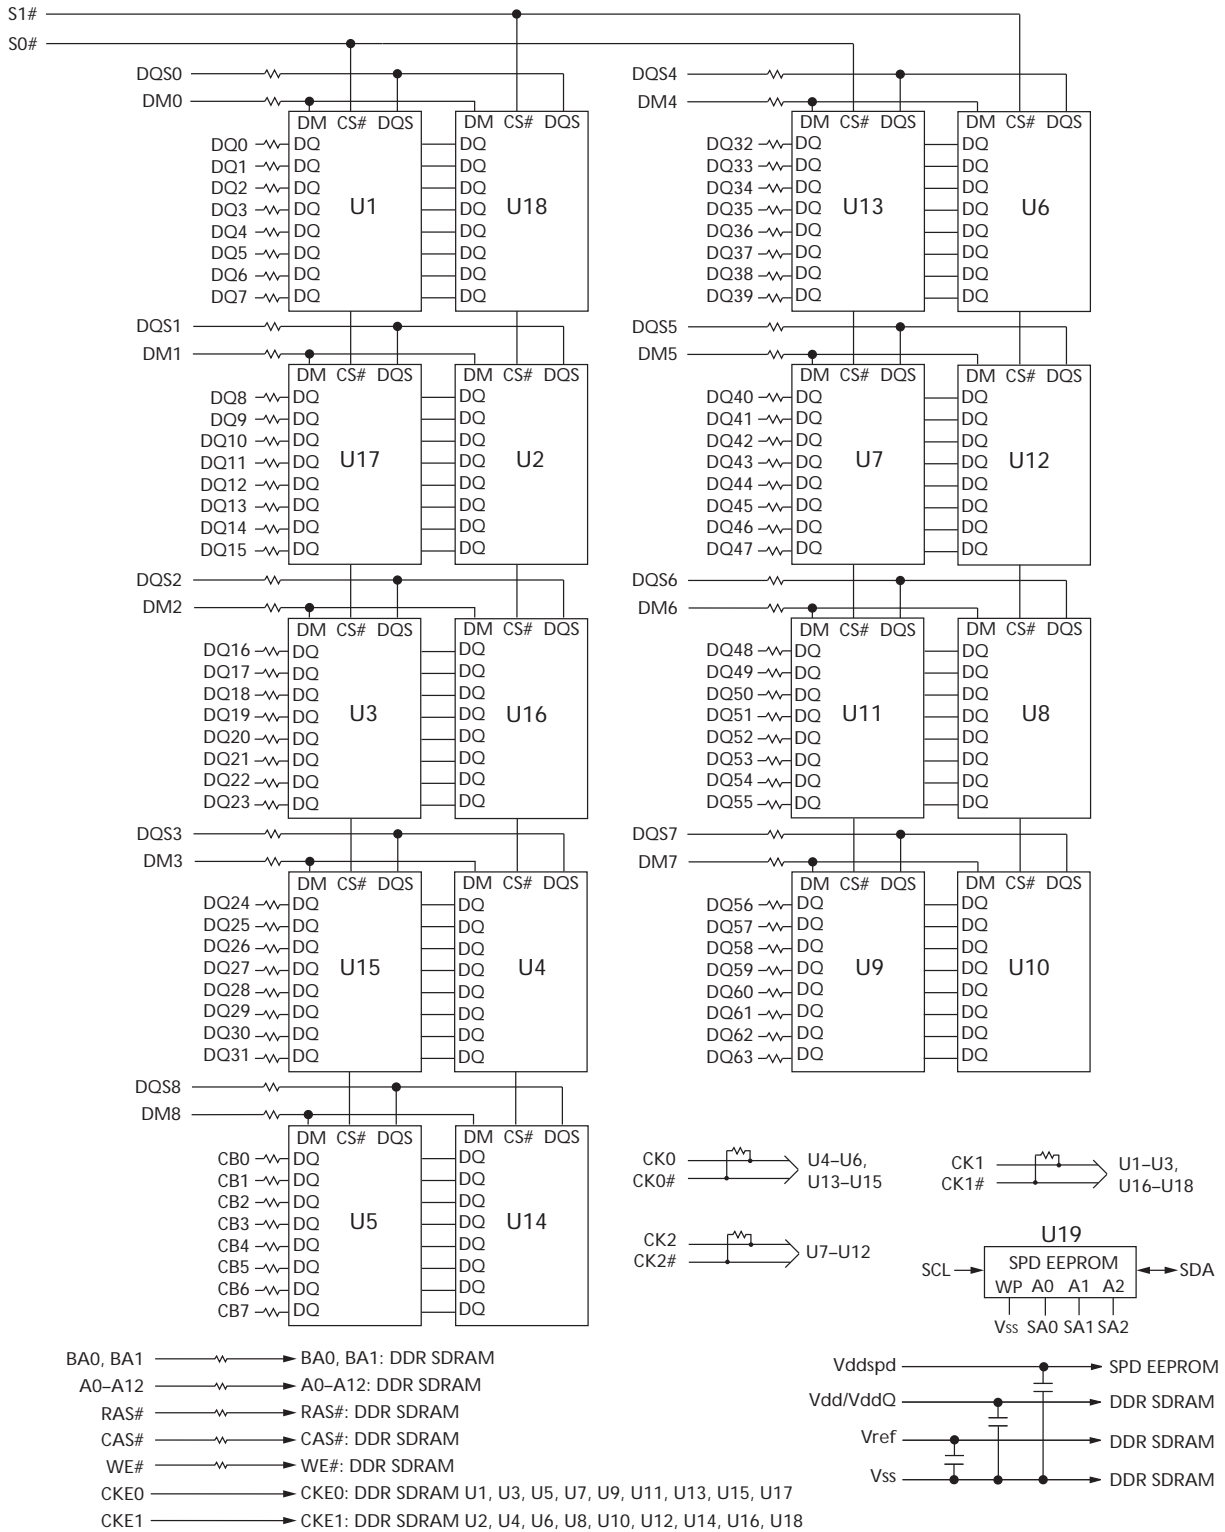 S1#
S0#
DQS0
DM0
DM CS# DQS
DM CS# DQS
DQ0 DQ DQ
DQ1 DQ DQ
DQ2 DQ DQ
DQ3 DQ DQ
DQ4 DQ DQ
DQ5 DQ DQ
DQ6 DQ DQ
DQ7 DQ DQ
U1
U18
DQS1
DM1
DM CS# DQS
DM CS# DQS
DQ8 DQ DQ
DQ9 DQ DQ
DQ10 DQ DQ
DQ11 DQ DQ
DQ12 DQ DQ
DQ13 DQ DQ
DQ14 DQ DQ
DQ15 DQ DQ
U17
U2
DQS2
DM2
DM CS# DQS
DM CS# DQS
DQ16 DQ DQ
DQ17 DQ DQ
DQ18 DQ DQ
DQ19 DQ DQ
DQ20 DQ DQ
DQ21 DQ DQ
DQ22 DQ DQ
DQ23 DQ DQ
U3
U16
DQS3
DM3
DM CS# DQS
DM CS# DQS
DQ24 DQ DQ
DQ25 DQ DQ
DQ26 DQ DQ
DQ27 DQ DQ
DQ28 DQ DQ
DQ29 DQ DQ
DQ30 DQ DQ
DQ31 DQ DQ
U15
U4
DQS8
DM8
DM CS# DQS
DM CS# DQS
CB0 DQ DQ
CB1 DQ DQ
CB2 DQ DQ
CB3 DQ DQ
CB4 DQ DQ
CB5 DQ DQ
CB6 DQ DQ
CB7 DQ DQ
U5
U14
DQS4
DM4
DM CS# DQS
DM CS# DQS
DQ32 DQ DQ
DQ33 DQ DQ
DQ34 DQ DQ
DQ35 DQ DQ
DQ36 DQ DQ
DQ37 DQ DQ
DQ38 DQ DQ
DQ39 DQ DQ
U13
U6
DQS5
DM5
DM CS# DQS
DM CS# DQS
DQ40 DQ DQ
DQ41 DQ DQ
DQ42 DQ DQ
DQ43 DQ DQ
DQ44 DQ DQ
DQ45 DQ DQ
DQ46 DQ DQ
DQ47 DQ DQ
U7
U12
DQS6
DM6
DM CS# DQS
DM CS# DQS
DQ48 DQ DQ
DQ49 DQ DQ
DQ50 DQ DQ
DQ51 DQ DQ
DQ52 DQ DQ
DQ53 DQ DQ
DQ54 DQ DQ
DQ55 DQ DQ
U11
U8
DQS7
DM7
DM CS# DQS
DM CS# DQS
DQ56 DQ DQ
DQ57 DQ DQ
DQ58 DQ DQ
DQ59 DQ DQ
DQ60 DQ DQ
DQ61 DQ DQ
DQ62 DQ DQ
DQ63 DQ DQ
U9
U10
CK0
CK0#
U4–U6,
U13–U15
CK1
CK1#
U1–U3,
U16–U18
CK2
CK2#
U7–U12
U19
SPD EEPROM
SCL
SDA
WP A0 A1 A2
Vss SA0 SA1 SA2
BA0, BA1 BA0, BA1: DDR SDRAM
A0–A12 A0–A12: DDR SDRAM
RAS# RAS#: DDR SDRAM
CAS# CAS#: DDR SDRAM
WE# WE#: DDR SDRAM
CKE0 CKE0: DDR SDRAM U1, U3, U5, U7, U9, U11, U13, U15, U17
CKE1 CKE1: DDR SDRAM U2, U4, U6, U8, U10, U12, U14, U16, U18
Vddspd SPD EEPROM
Vdd/VddQ DDR SDRAM
Vref DDR SDRAM
Vss DDR SDRAM